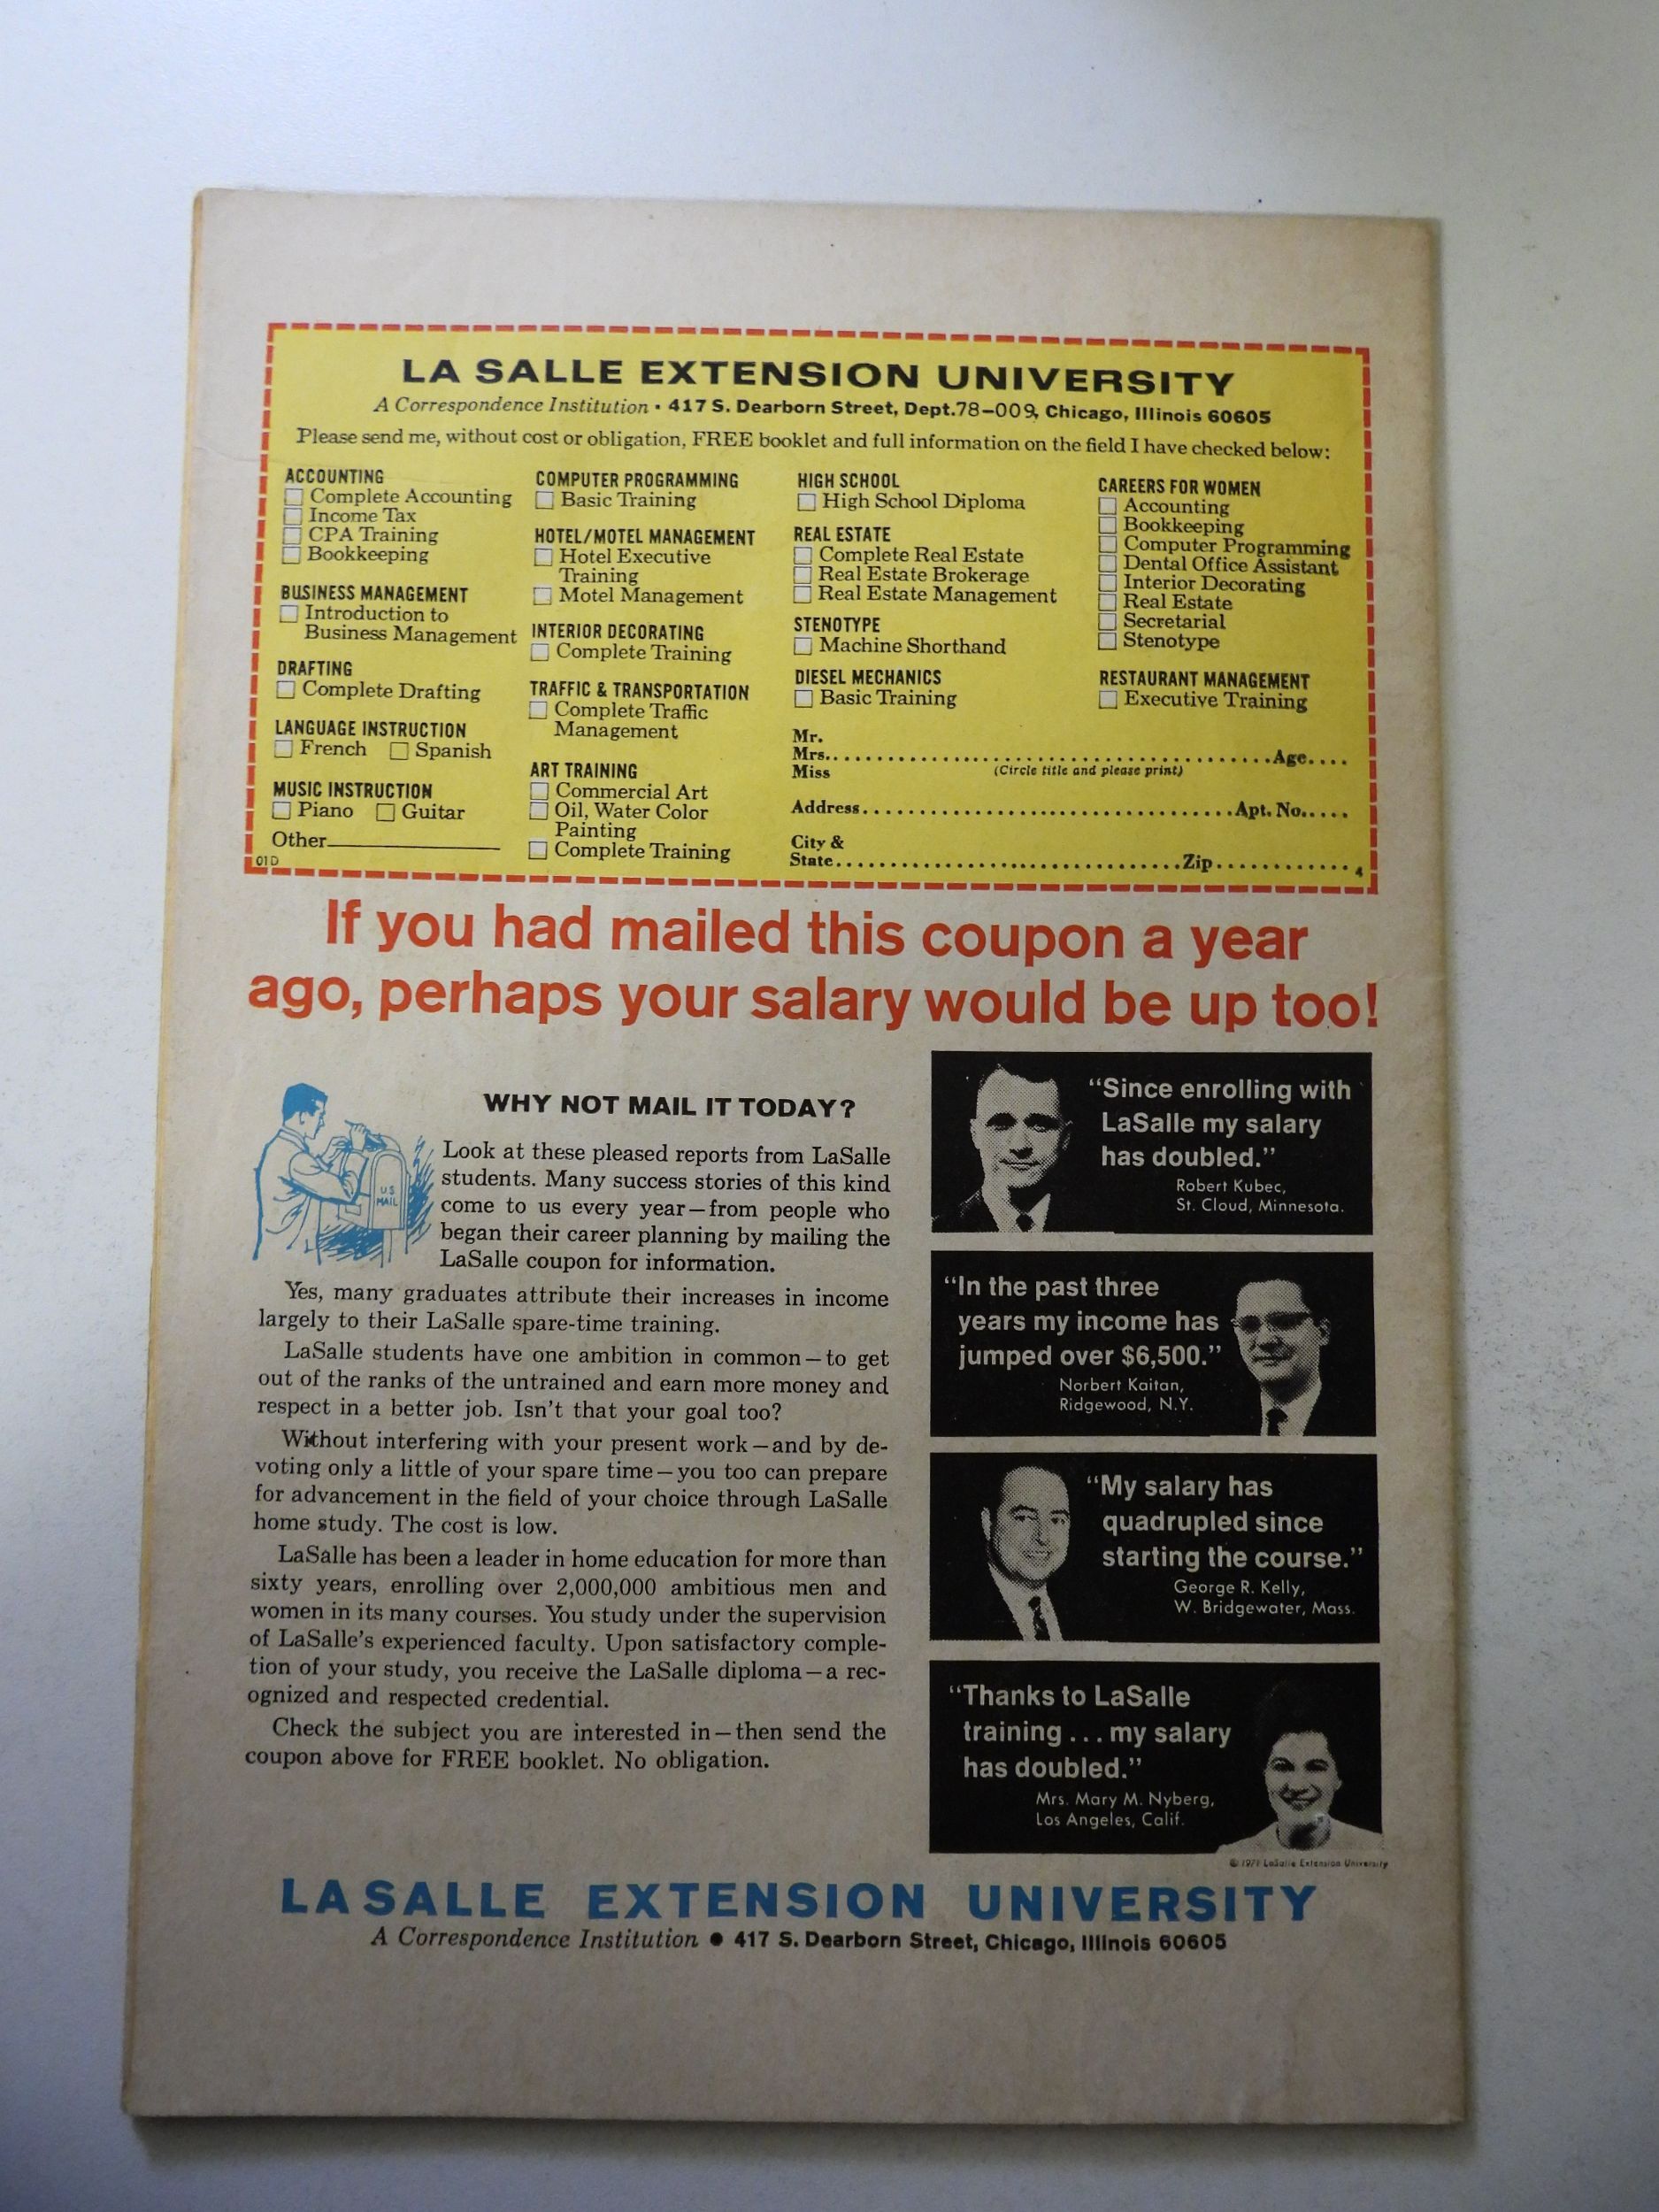 LA SALLE EXTENSION UNIVERSITY
A Correspondence Institution • 417 S. Dearborn Street, Dept. 78-009, Chicago, Illinois 60605
Please send me, without cost or obligation, FREE booklet and full information on the field I have checked below:
ACCOUNTING
Complete Accounting
Income Tax
CPA Training
Bookkeeping
BUSINESS MANAGEMENT
Introduction to
Business Management
DRAFTING
Complete Drafting
LANGUAGE INSTRUCTION
French Spanish
MUSIC INSTRUCTION
Piano Guitar
Other
01D
COMPUTER PROGRAMMING
Basic Training
HOTEL/MOTEL MANAGEMENT
Hotel Executive
Training
Motel Management
INTERIOR DECORATING
Complete Training
TRAFFIC & TRANSPORTATION
Complete Traffic
Management
ART TRAINING
Commercial Art
Oil, Water Color
Painting
Complete Training
HIGH SCHOOL
High School Diploma
REAL ESTATE
Complete Real Estate
Real Estate Brokerage
Real Estate Management
STENOTYPE
Machine Shorthand
DIESEL MECHANICS
Basic Training
CAREERS FOR WOMEN
Accounting
Bookkeeping
Computer Programming
Dental Office Assistant
Interior Decorating
Real Estate
Secretarial
Stenotype
RESTAURANT MANAGEMENT
Executive Training
Mr.
Mrs. Age
Miss (Circle title and please print)
Address Apt. No.
City &
State Zip 4
If you had mailed this coupon a year
ago, perhaps your salary would be up too!
WHY NOT MAIL IT TODAY?
U S
MAIL
Look at these pleased reports from LaSalle
students. Many success stories of this kind
come to us every year—from people who
began their career planning by mailing the
LaSalle coupon for information.
Yes, many graduates attribute their increases in income
largely to their LaSalle spare-time training.
LaSalle students have one ambition in common—to get
out of the ranks of the untrained and earn more money and
respect in a better job. Isn't that your goal too?
Without interfering with your present work—and by de-
voting only a little of your spare time—you too can prepare
for advancement in the field of your choice through LaSalle
home study. The cost is low.
LaSalle has been a leader in home education for more than
sixty years, enrolling over 2,000,000 ambitious men and
women in its many courses. You study under the supervision
of LaSalle's experienced faculty. Upon satisfactory comple-
tion of your study, you receive the LaSalle diploma—a rec-
ognized and respected credential.
Check the subject you are interested in—then send the
coupon above for FREE booklet. No obligation.
"Since enrolling with
LaSalle my salary
has doubled."
Robert Kubec,
St. Cloud, Minnesota.
"In the past three
years my income has
jumped over $6,500."
Norbert Kaitan,
Ridgewood, N.Y.
"My salary has
quadrupled since
starting the course."
George R. Kelly,
W. Bridgewater, Mass.
"Thanks to LaSalle
training . . . my salary
has doubled."
Mrs. Mary M. Nyberg,
Los Angeles, Calif.
© 1971 LaSalle Extension University
LASALLE EXTENSION UNIVERSITY
A Correspondence Institution • 417 S. Dearborn Street, Chicago, Illinois 60605